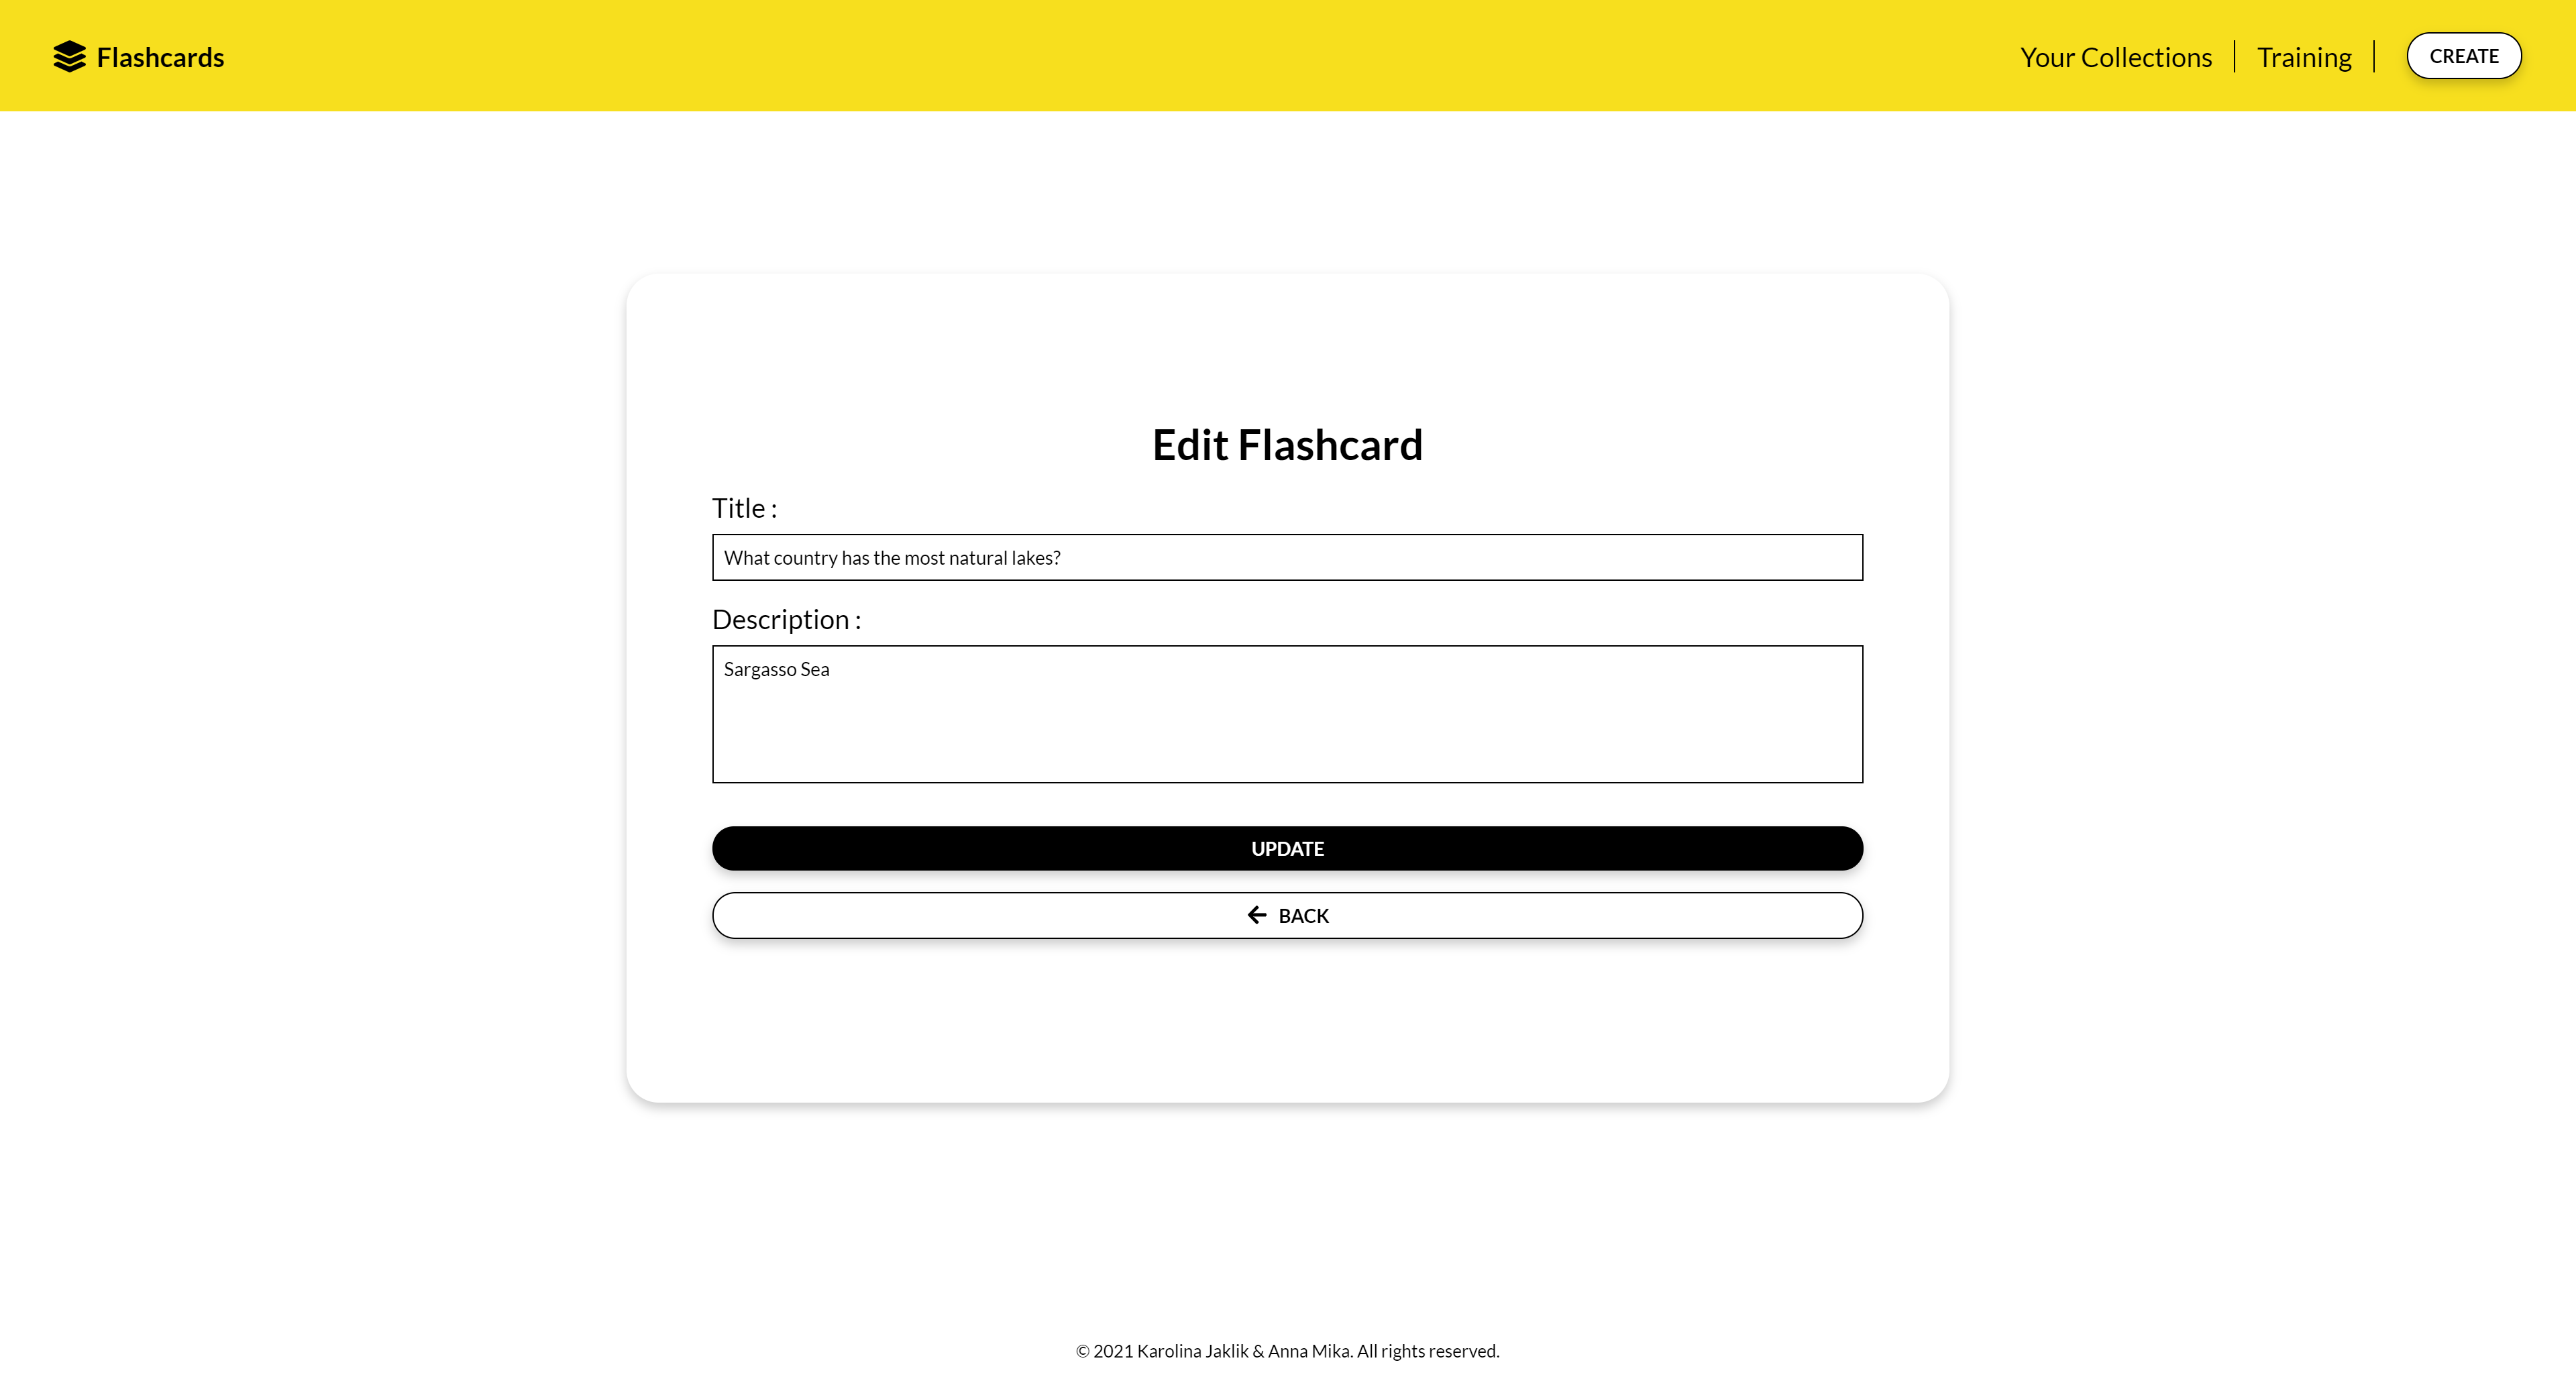 Flashcards
Your Collections
Training
CREATE
Edit Flashcard
Title :
What country has the most natural lakes?
Description :
Sargasso Sea
UPDATE
BACK
© 2021 Karolina Jaklik & Anna Mika. All rights reserved.